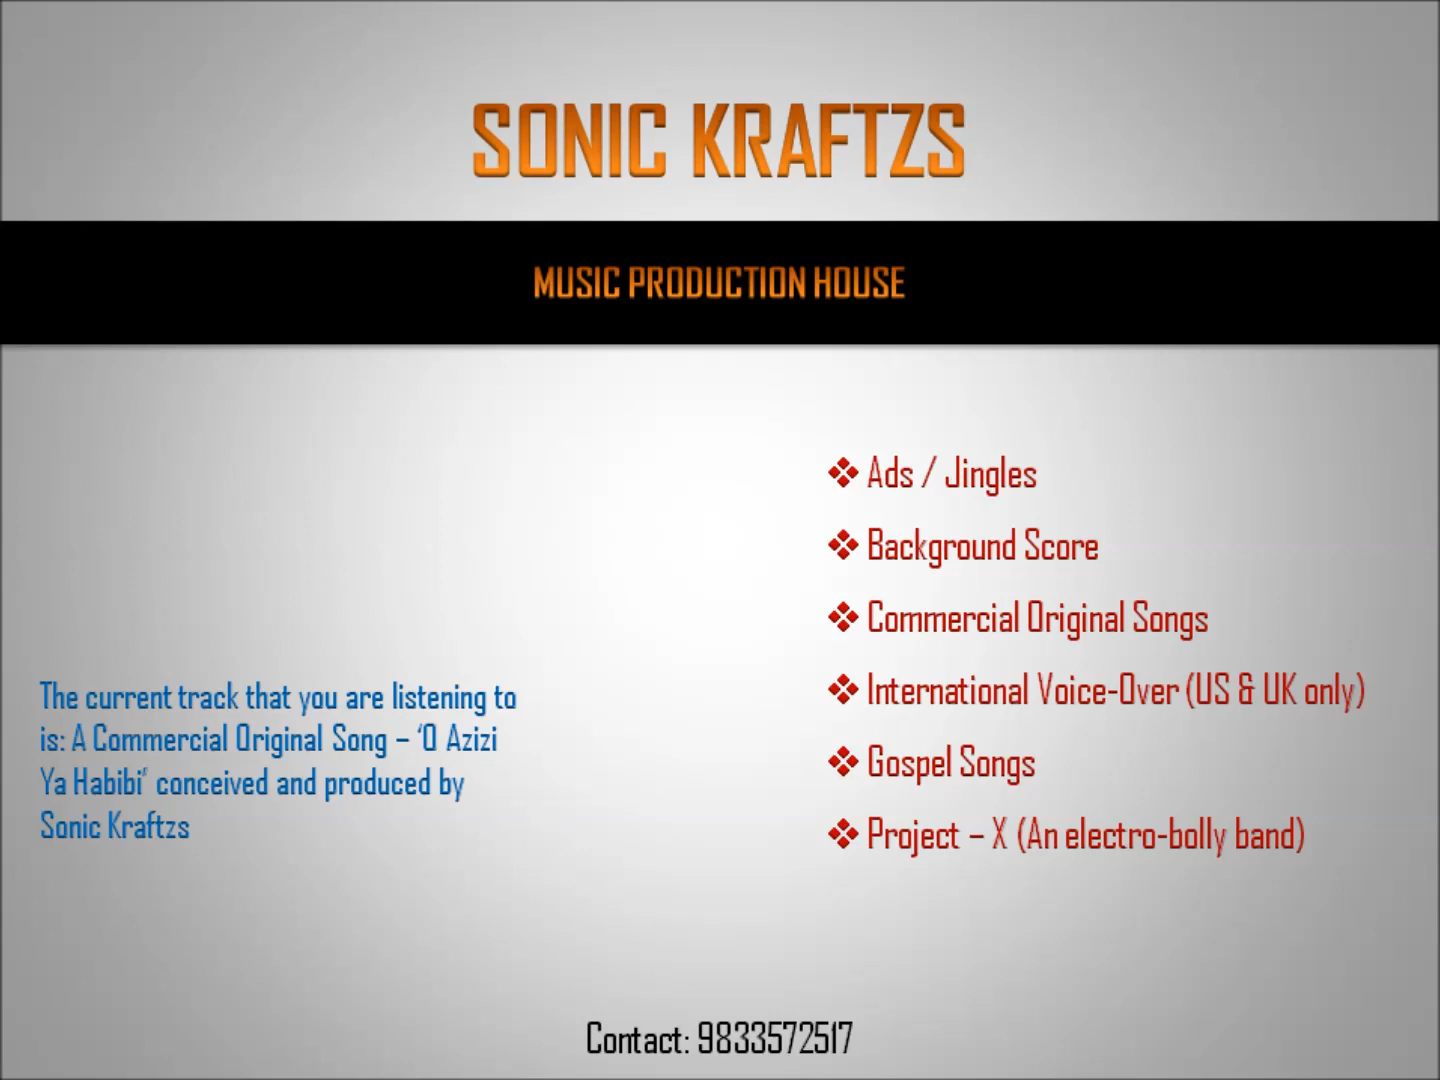 SONIC KRAFTZS
MUSIC PRODUCTION HOUSE
❖ Ads / Jingles
❖ Background Score
❖ Commercial Original Songs
❖ International Voice-Over (US & UK only)
❖ Gospel Songs
❖ Project – X (An electro-bolly band)
The current track that you are listening to
is: A Commercial Original Song – ‘O Azizi
Ya Habibi’ conceived and produced by
Sonic Kraftzs
Contact: 9833572517